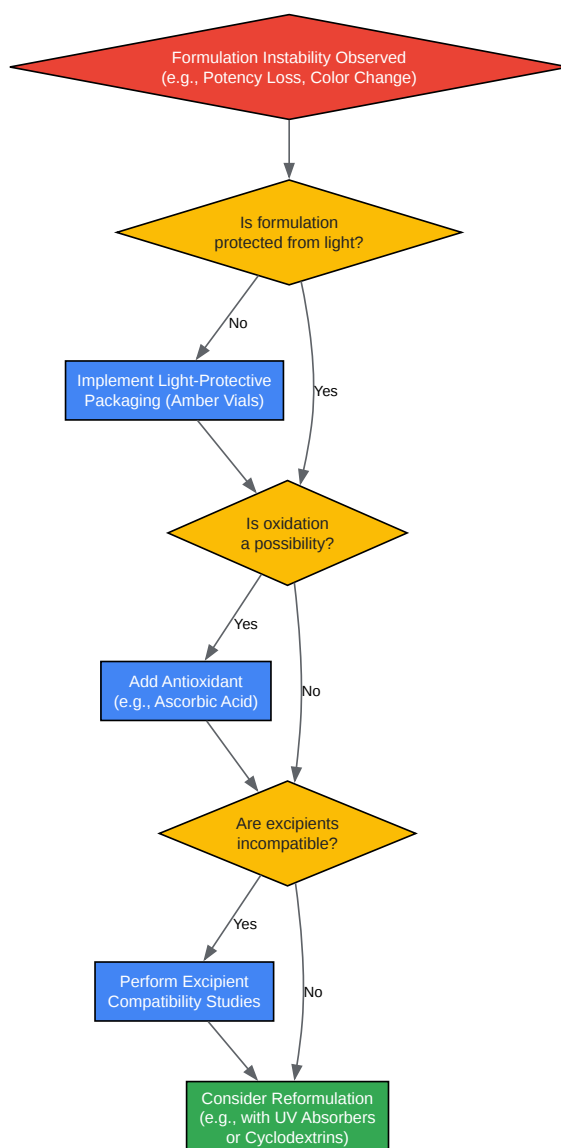 Formulation Instability Observed
(e.g., Potency Loss, Color Change)
Is formulation
protected from light?
No
Implement Light-Protective
Packaging (Amber Vials)
Yes
Is oxidation
a possibility?
Yes
Add Antioxidant
(e.g., Ascorbic Acid)
No
Are excipients
incompatible?
Yes
Perform Excipient
Compatibility Studies
No
Consider Reformulation
(e.g., with UV Absorbers
or Cyclodextrins)